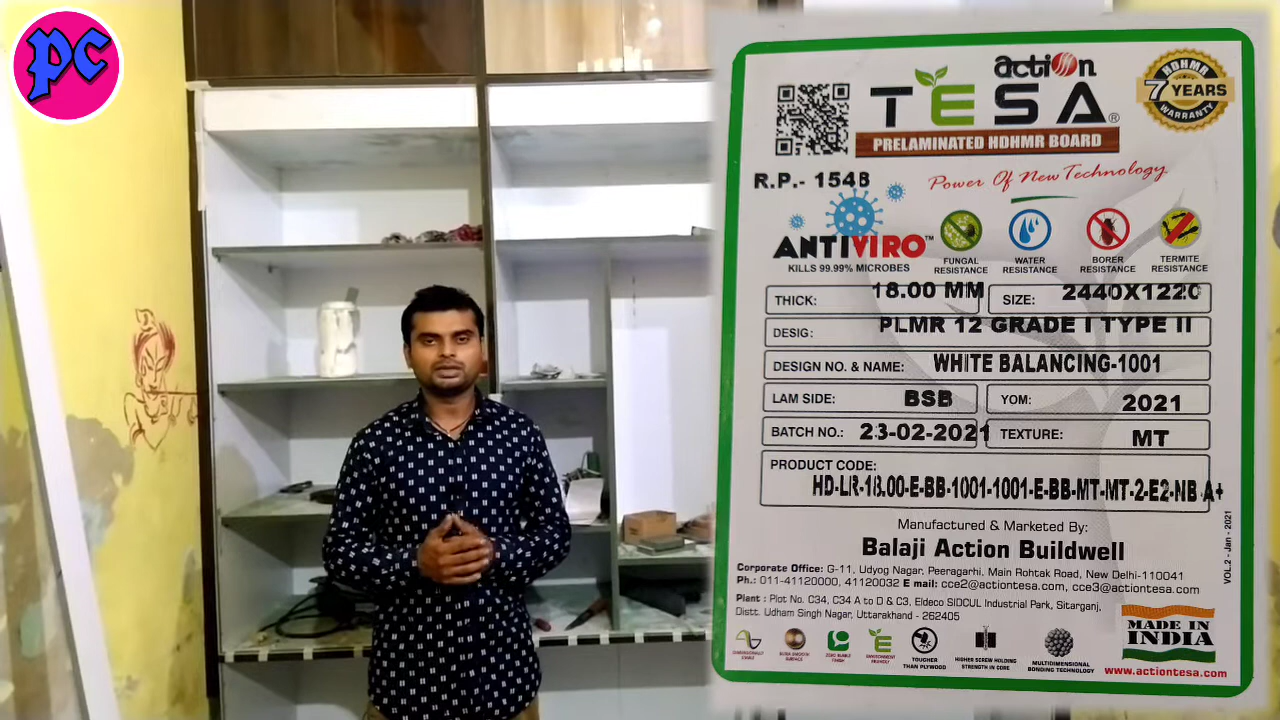 PC
action
TESA®
PRELAMINATED HDHMR BOARD
HDHMR
7 YEARS
WARRANTY
R.P.- 1548
Power Of New Technology
ANTIVIRO™
KILLS 99.99% MICROBES
FUNGAL RESISTANCE
WATER RESISTANCE
BORER RESISTANCE
TERMITE RESISTANCE
THICK: 18.00 MM
SIZE: 2440X1220
DESIG: PLMR 12 GRADE I TYPE II
DESIGN NO. & NAME: WHITE BALANCING-1001
LAM SIDE: BSB
YOM: 2021
BATCH NO.: 23-02-2021
TEXTURE: MT
PRODUCT CODE:
HD-LR-18.00-E-BB-1001-1001-E-BB-MT-MT-2-E2-NB A+
Manufactured & Marketed By:
Balaji Action Buildwell
Corporate Office: G-11, Udyog Nagar, Peeragarhi, Main Rohtak Road, New Delhi-110041
Ph.: 011-41120000, 41120032 E mail: cce2@actiontesa.com, cce3@actiontesa.com
Plant : Plot No. C34, C34 A to D & C3, Eldeco SIDCUL Industrial Park, Sitarganj,
Distt. Udham Singh Nagar, Uttarakhand - 262405
VOL.2 - Jan - 2021
ZERO BUBBLE FINISH
ENVIRONMENT FRIENDLY
TOUGHER THAN PLYWOOD
HIGHER SCREW HOLDING STRENGTH IN CORE
MULTIDIMENSIONAL BONDING TECHNOLOGY
MADE IN
INDIA
www.actiontesa.com